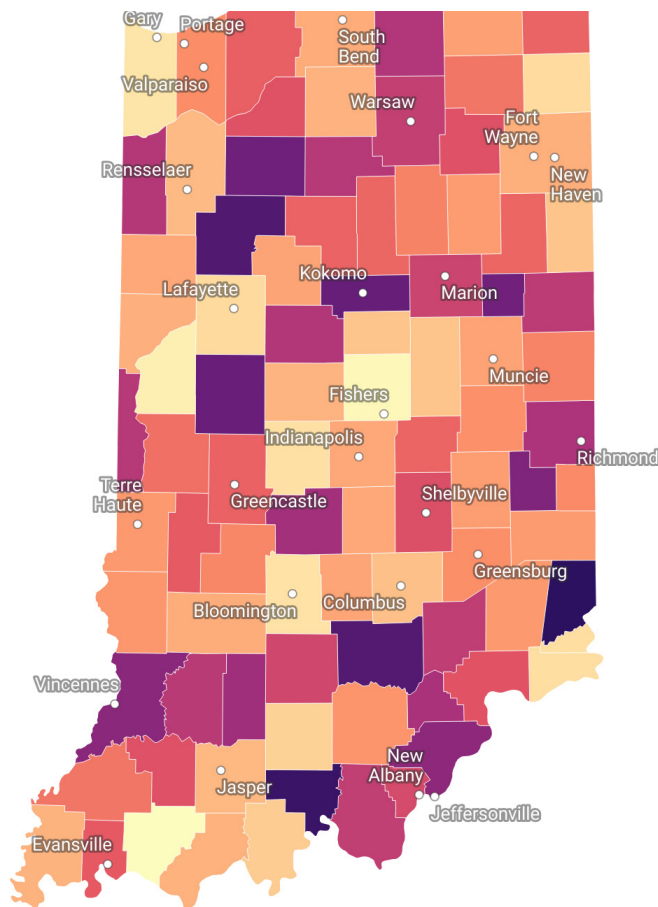 Gary
Portage
South
Bend
Valparaiso
Warsaw
Fort
Wayne
New
Haven
Rensselaer
Kokomo
Marion
Lafayette
Muncie
Fishers
Indianapolis
Richmond
Terre
Haute
Greencastle
Shelbyville
Greensburg
Bloomington
Columbus
Vincennes
New
Albany
Jasper
Jeffersonville
Evansville